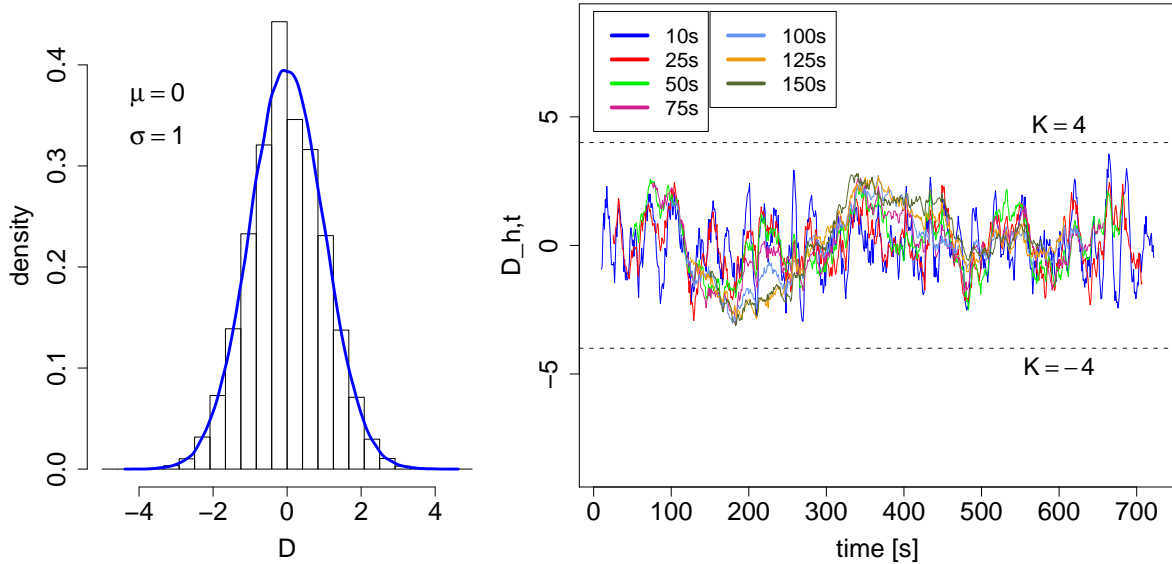 density
0.0
0.1
0.2
0.3
0.4
μ = 0
σ = 1
−4
−2
0
2
4
D
D_h,t
−5
0
5
10s
25s
50s
75s
100s
125s
150s
K = 4
K = −4
0
100
200
300
400
500
600
700
time [s]